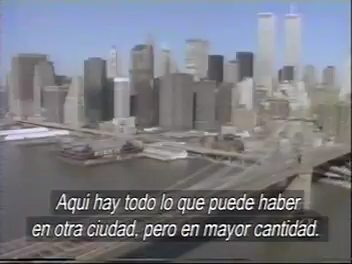 Aquí hay todo lo que puede haber
en otra ciudad, pero en mayor cantidad.